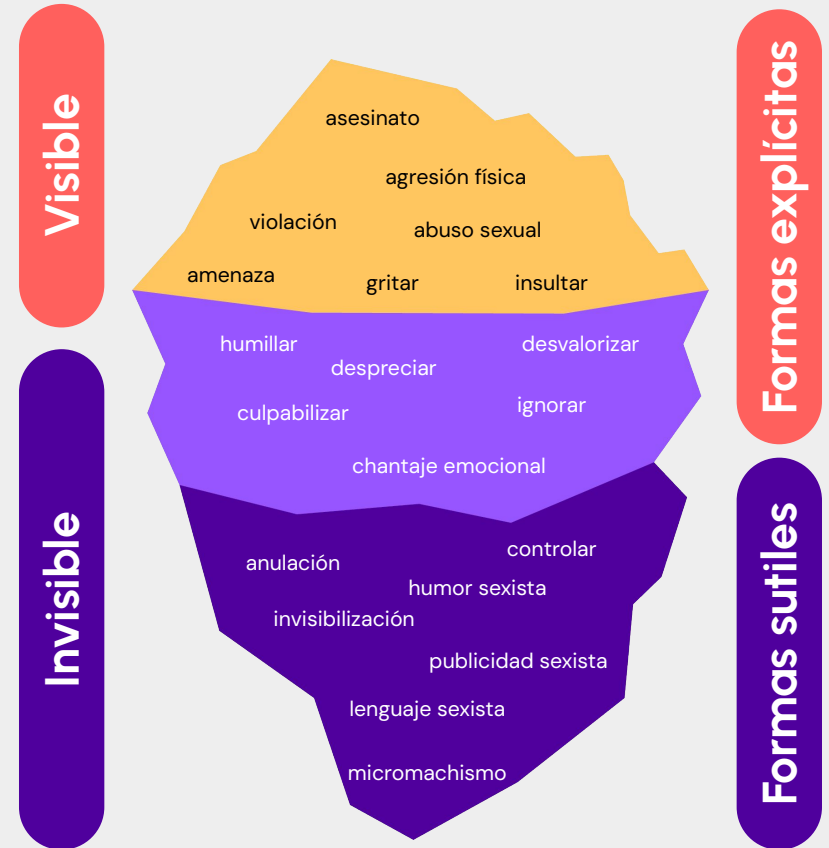 Visible
Formas explícitas
asesinato
agresión física
violación
abuso sexual
amenaza
gritar
insultar
humillar
desvalorizar
despreciar
culpabilizar
ignorar
chantaje emocional
Invisible
Formas sutiles
controlar
anulación
humor sexista
invisibilización
publicidad sexista
lenguaje sexista
micromachismo